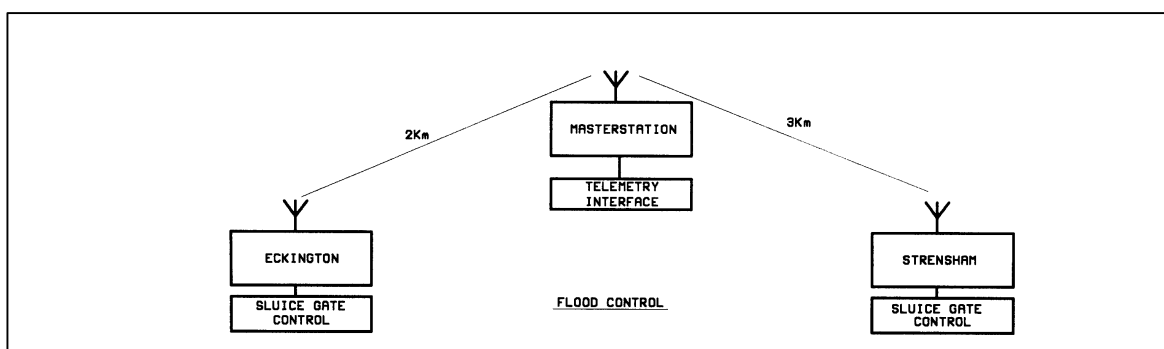 MASTERSTATION
2Km
3Km
TELEMETRY
INTERFACE
ECKINGTON
STRENSHAM
SLUICE GATE
CONTROL
FLOOD CONTROL
SLUICE GATE
CONTROL